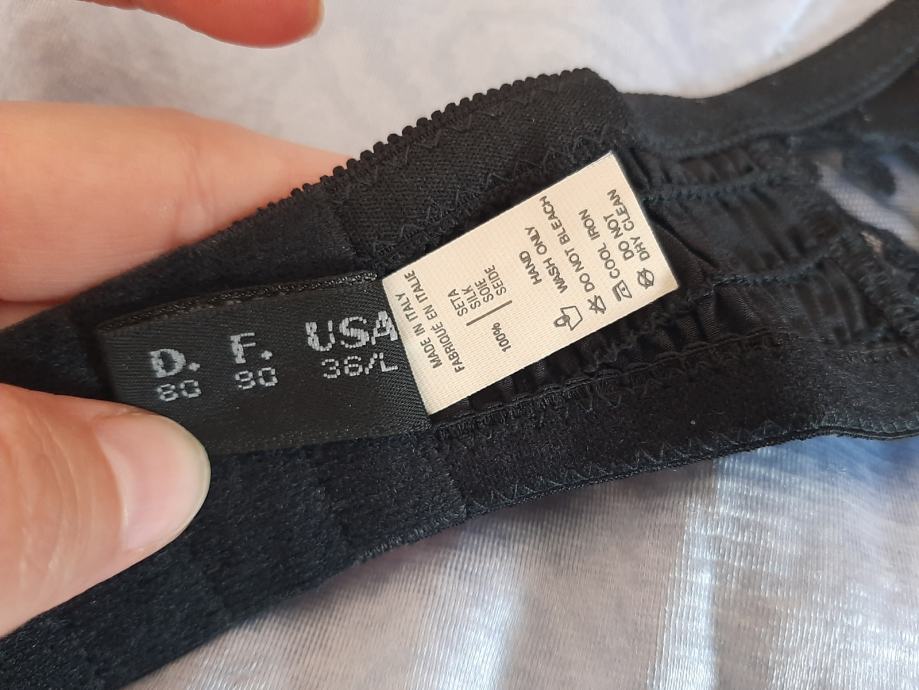 D. F. USA
80 90 36/L
MADE IN ITALY
FABRIQUÉ EN ITALIE
100% SETA
SILK
SOIE
SEIDE
HAND
WASH ONLY
DO NOT BLEACH
COOL IRON
DO NOT
DRY CLEAN